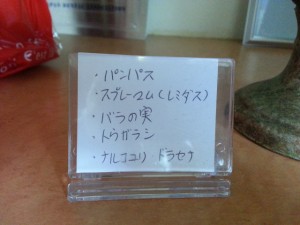 ・パンパス
・スプレーマム(レミダス)
・バラの実
・トウガラシ
・ナルコユリ ドラセナ